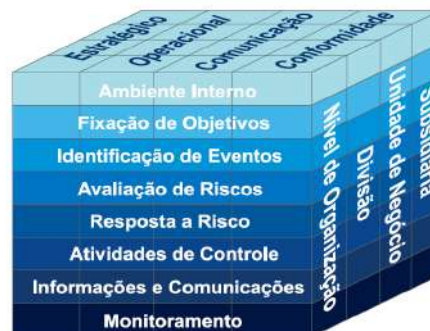 Estratégico
Operacional
Comunicação
Conformidade
Ambiente Interno
Fixação de Objetivos
Identificação de Eventos
Avaliação de Riscos
Resposta a Risco
Atividades de Controle
Informações e Comunicações
Monitoramento
Nível de Organização
Divisão
Unidade de Negócio